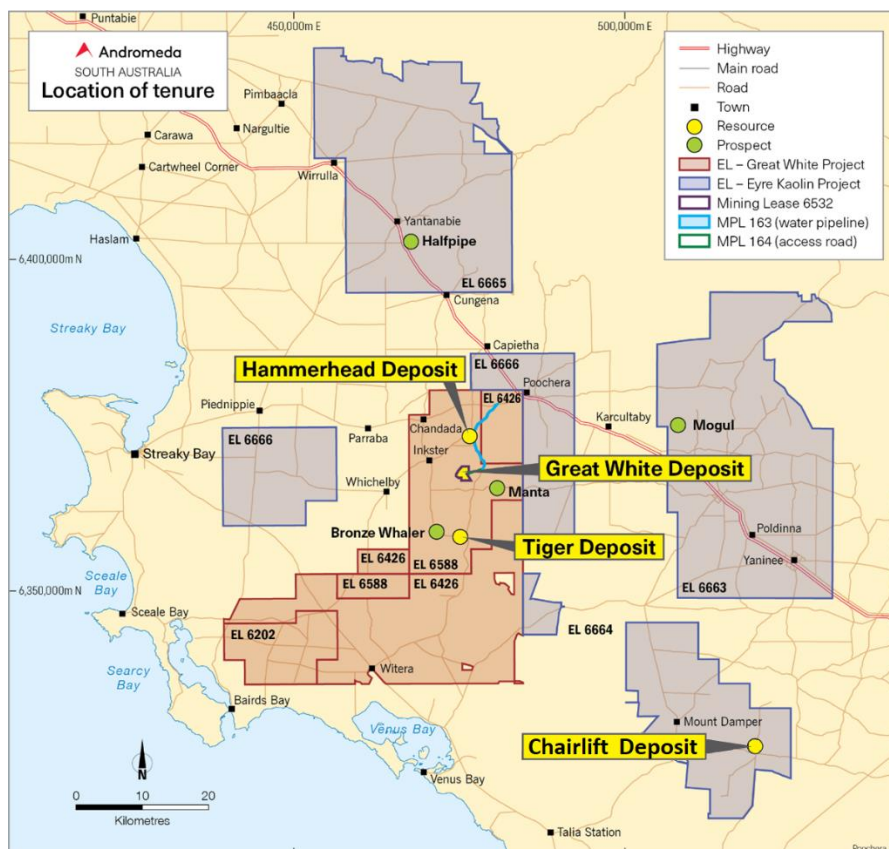 450,000m E
500,000m E
Puntabie
Andromeda
SOUTH AUSTRALIA
Location of tenure
Highway
Main road
Road
Town
Resource
Prospect
EL – Great White Project
EL – Eyre Kaolin Project
Mining Lease 6532
MPL 163 (water pipeline)
MPL 164 (access road)
Pimbaacla
Nargultie
Carawa
Cartwheel Corner
Wirrulla
Yantanabie
Haslam
Halfpipe
6,400,000m N
EL 6665
Cungena
Streaky Bay
Capietha
EL 6666
Hammerhead Deposit
Poochera
EL 6426
Piednippie
Chandada
Karcultaby
Mogul
EL 6666
Parraba
Streaky Bay
Inkster
Great White Deposit
Whichelby
Manta
Bronze Whaler
Poldinna
Tiger Deposit
EL 6426
EL 6588
Yaninee
EL 6588
EL 6426
EL 6663
6,350,000m N
Sceale
Bay
Sceale Bay
EL 6202
EL 6664
Searcy
Bay
Witera
Bairds Bay
Mount Damper
Venus Bay
Chairlift Deposit
N
Venus Bay
0
10
20
Kilometres
Talia Station
Poochera